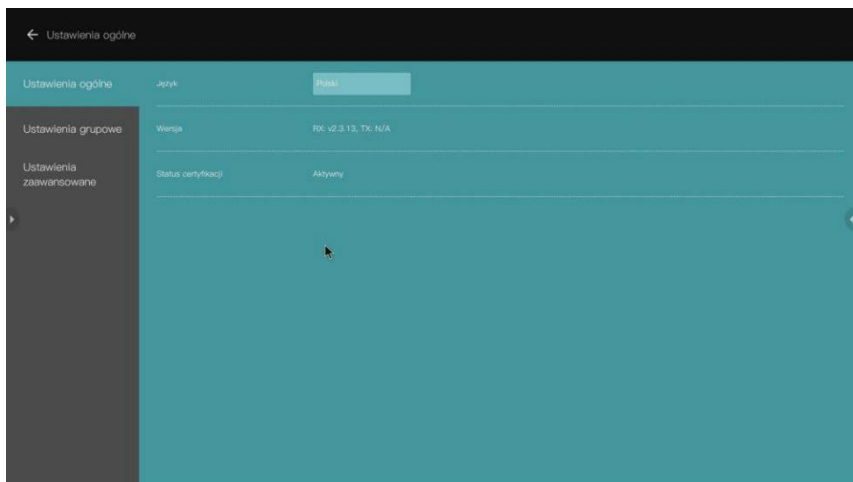 Ustawienia ogólne
Ustawienia ogólne
Język
Polski
Ustawienia grupowe
Wersja
RX: v2.3.13, TX: N/A
Ustawienia
zaawansowane
Status certyfikacji
Aktywny